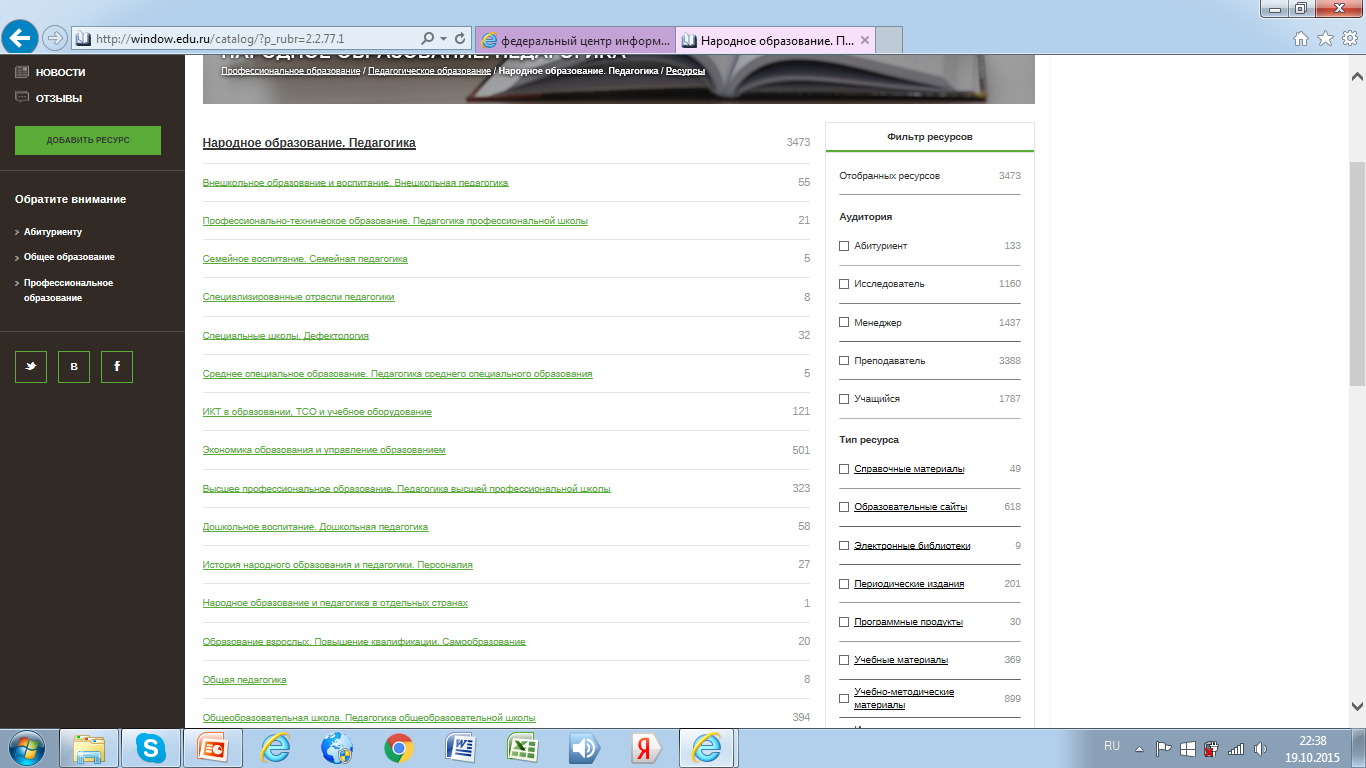 http://window.edu.ru/catalog/?p_rubr=2.2.77.1
федеральный центр информ...
Народное образование. П...
НОВОСТИ
ОТЗЫВЫ
ДОБАВИТЬ РЕСУРС
Обратите внимание
Абитуриенту
Общее образование
Профессиональное
образование
НАРОДНОЕ ОБРАЗОВАНИЕ. ПЕДАГОГИКА
Профессиональное образование / Педагогическое образование / Народное образование. Педагогика / Ресурсы
Народное образование. Педагогика 3473
Внешкольное образование и воспитание. Внешкольная педагогика 55
Профессионально-техническое образование. Педагогика профессиональной школы 21
Семейное воспитание. Семейная педагогика 5
Специализированные отрасли педагогики 8
Специальные школы. Дефектология 32
Среднее специальное образование. Педагогика среднего специального образования 5
ИКТ в образовании, ТСО и учебное оборудование 121
Экономика образования и управление образованием 501
Высшее профессиональное образование. Педагогика высшей профессиональной школы 323
Дошкольное воспитание. Дошкольная педагогика 58
История народного образования и педагогики. Персоналия 27
Народное образование и педагогика в отдельных странах 1
Образование взрослых. Повышение квалификации. Самообразование 20
Общая педагогика 8
Общеобразовательная школа. Педагогика общеобразовательной школы 394
Фильтр ресурсов
Отобранных ресурсов 3473
Аудитория
Абитуриент 133
Исследователь 1160
Менеджер 1437
Преподаватель 3388
Учащийся 1787
Тип ресурса
Справочные материалы 49
Образовательные сайты 618
Электронные библиотеки 9
Периодические издания 201
Программные продукты 30
Учебные материалы 369
Учебно-методические
материалы 899
RU
22:38
19.10.2015